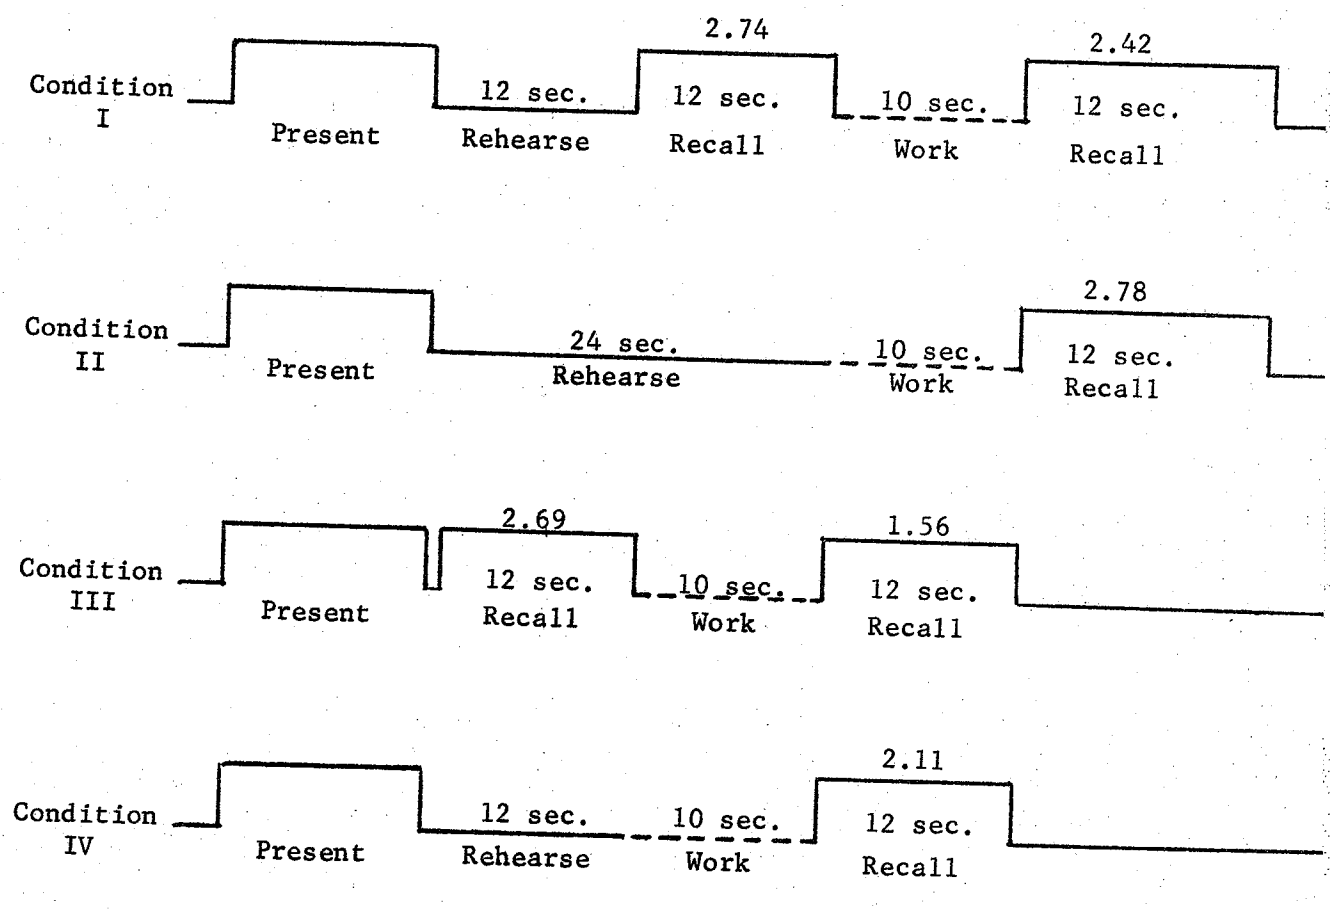 2.74 2.42
Condition I
12 sec. 12 sec. 10 sec. 12 sec.
Present Rehearse Recall Work Recall
2.78
Condition II
24 sec. 10 sec. 12 sec.
Present Rehearse Work Recall
2.69 1.56
Condition III
12 sec. 10 sec. 12 sec.
Present Recall Work Recall
2.11
Condition IV
12 sec. 10 sec. 12 sec.
Present Rehearse Work Recall